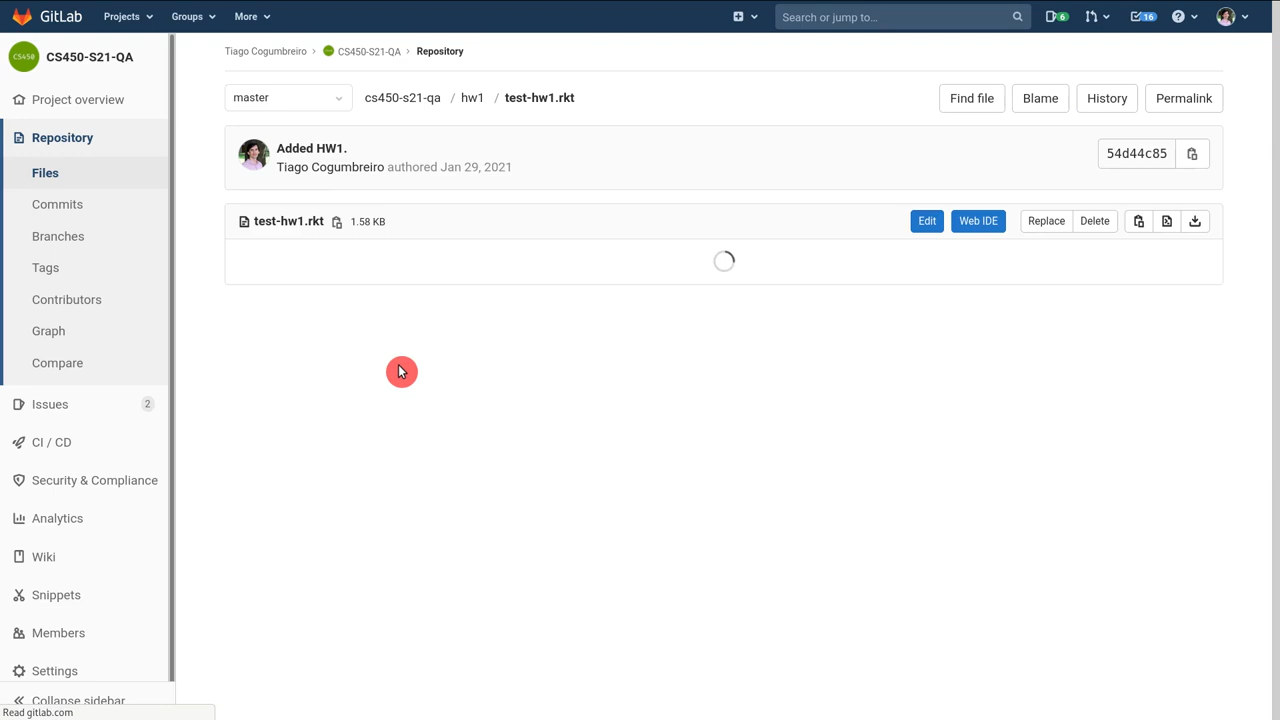 GitLab Projects Groups More Search or jump to... 6 16
CS450 CS450-S21-QA
Tiago Cogumbreiro › CS450-S21-QA › Repository
Project overview
master cs450-s21-qa / hw1 / test-hw1.rkt Find file Blame History Permalink
Repository
Added HW1.
54d44c85
Tiago Cogumbreiro authored Jan 29, 2021
Files
Commits
test-hw1.rkt 1.58 KB Edit Web IDE Replace Delete
Branches
Tags
Contributors
Graph
Compare
Issues 2
CI / CD
Security & Compliance
Analytics
Wiki
Snippets
Members
Settings
Collapse sidebar
Read gitlab.com